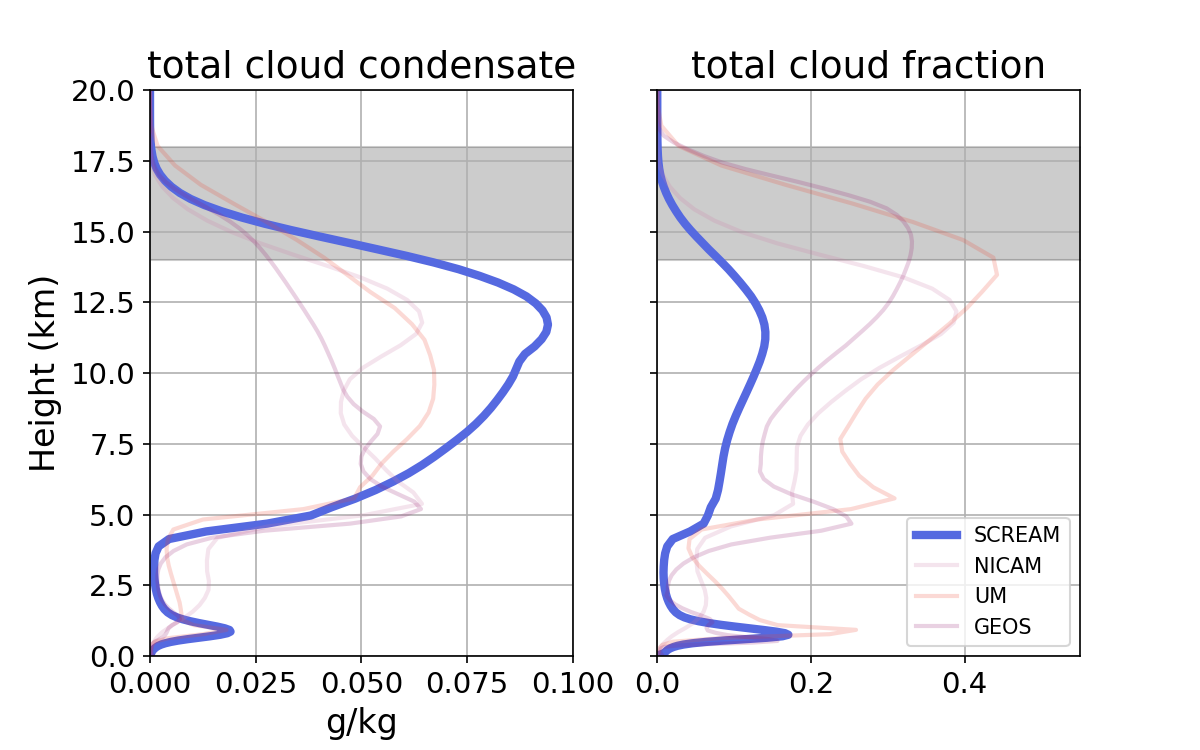 total cloud condensate
total cloud fraction
20.0
17.5
15.0
12.5
10.0
7.5
5.0
2.5
0.0
Height (km)
0.000 0.025 0.050 0.075 0.100
g/kg
0.0 0.2 0.4
SCREAM
NICAM
UM
GEOS